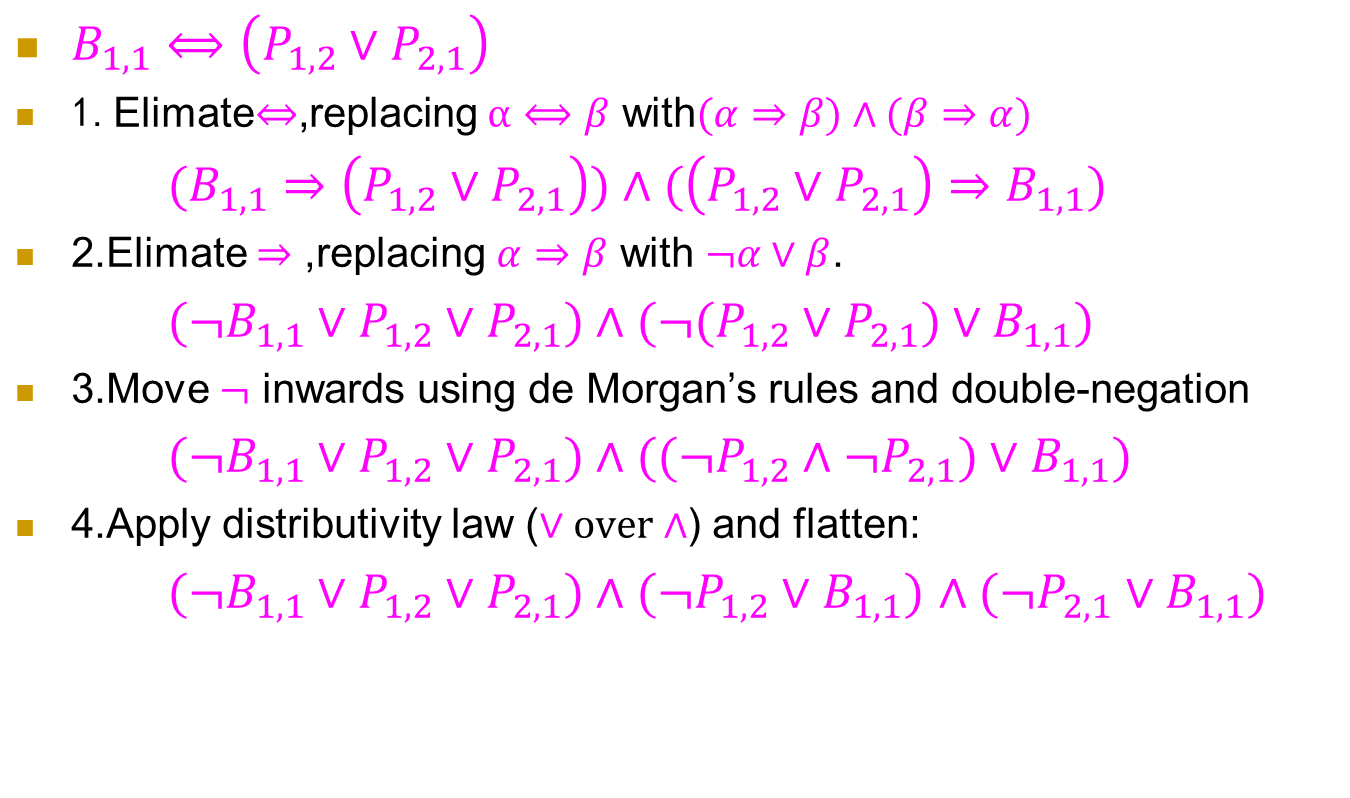 ■ B₁,₁ ⇔ (P₁,₂ ∨ P₂,₁)
■ 1. Elimate⇔,replacing α ⇔ β with(α ⇒ β) ∧ (β ⇒ α)
(B₁,₁ ⇒ (P₁,₂ ∨ P₂,₁)) ∧ ((P₁,₂ ∨ P₂,₁) ⇒ B₁,₁)
■ 2.Elimate ⇒ ,replacing α ⇒ β with ¬α ∨ β.
(¬B₁,₁ ∨ P₁,₂ ∨ P₂,₁) ∧ (¬(P₁,₂ ∨ P₂,₁) ∨ B₁,₁)
■ 3.Move ¬ inwards using de Morgan’s rules and double-negation
(¬B₁,₁ ∨ P₁,₂ ∨ P₂,₁) ∧ ((¬P₁,₂ ∧ ¬P₂,₁) ∨ B₁,₁)
■ 4.Apply distributivity law (∨ over ∧) and flatten:
(¬B₁,₁ ∨ P₁,₂ ∨ P₂,₁) ∧ (¬P₁,₂ ∨ B₁,₁) ∧ (¬P₂,₁ ∨ B₁,₁)